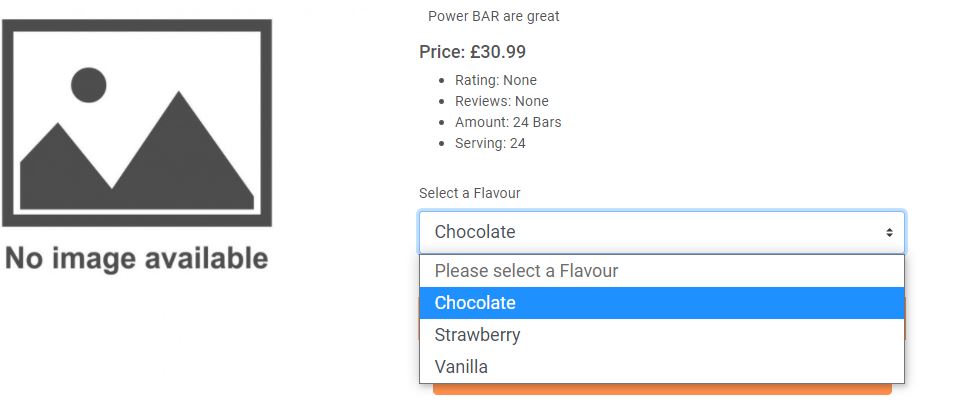 Power BAR are great
Price: £30.99
Rating: None
Reviews: None
Amount: 24 Bars
Serving: 24
No image available
Select a Flavour
Chocolate
Please select a Flavour
Chocolate
Strawberry
Vanilla